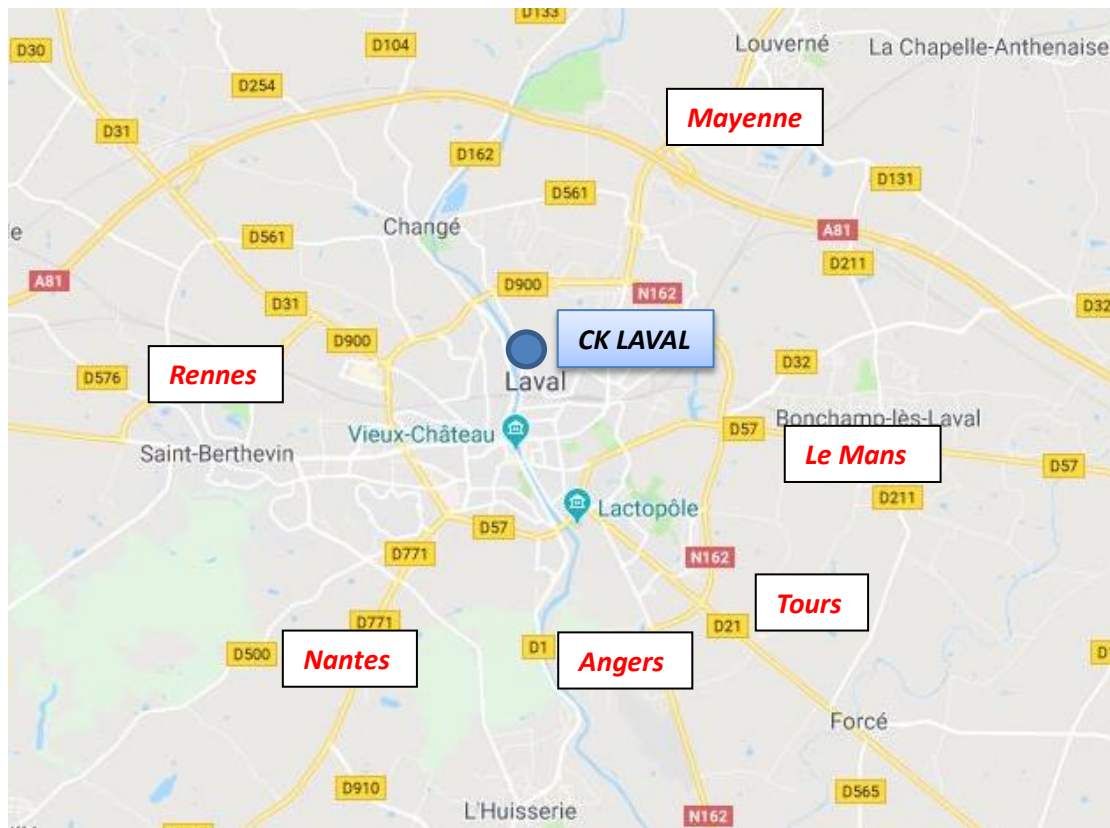 D133
D30
D104
Louverné
La Chapelle-Anthenaise
D254
Mayenne
D31
D162
D131
D561
Changé
D561
A81
e
D211
A81
D900
N162
D31
D32
CK LAVAL
D900
D32
Rennes
D576
Laval
Bonchamp-lès-Laval
Vieux-Château
D57
Saint-Berthevin
Le Mans
D57
D211
Lactopôle
D57
D771
N162
Tours
D771
D21
D1
D500
Nantes
Angers
Forcé
D910
D565
L'Huisserie
N162